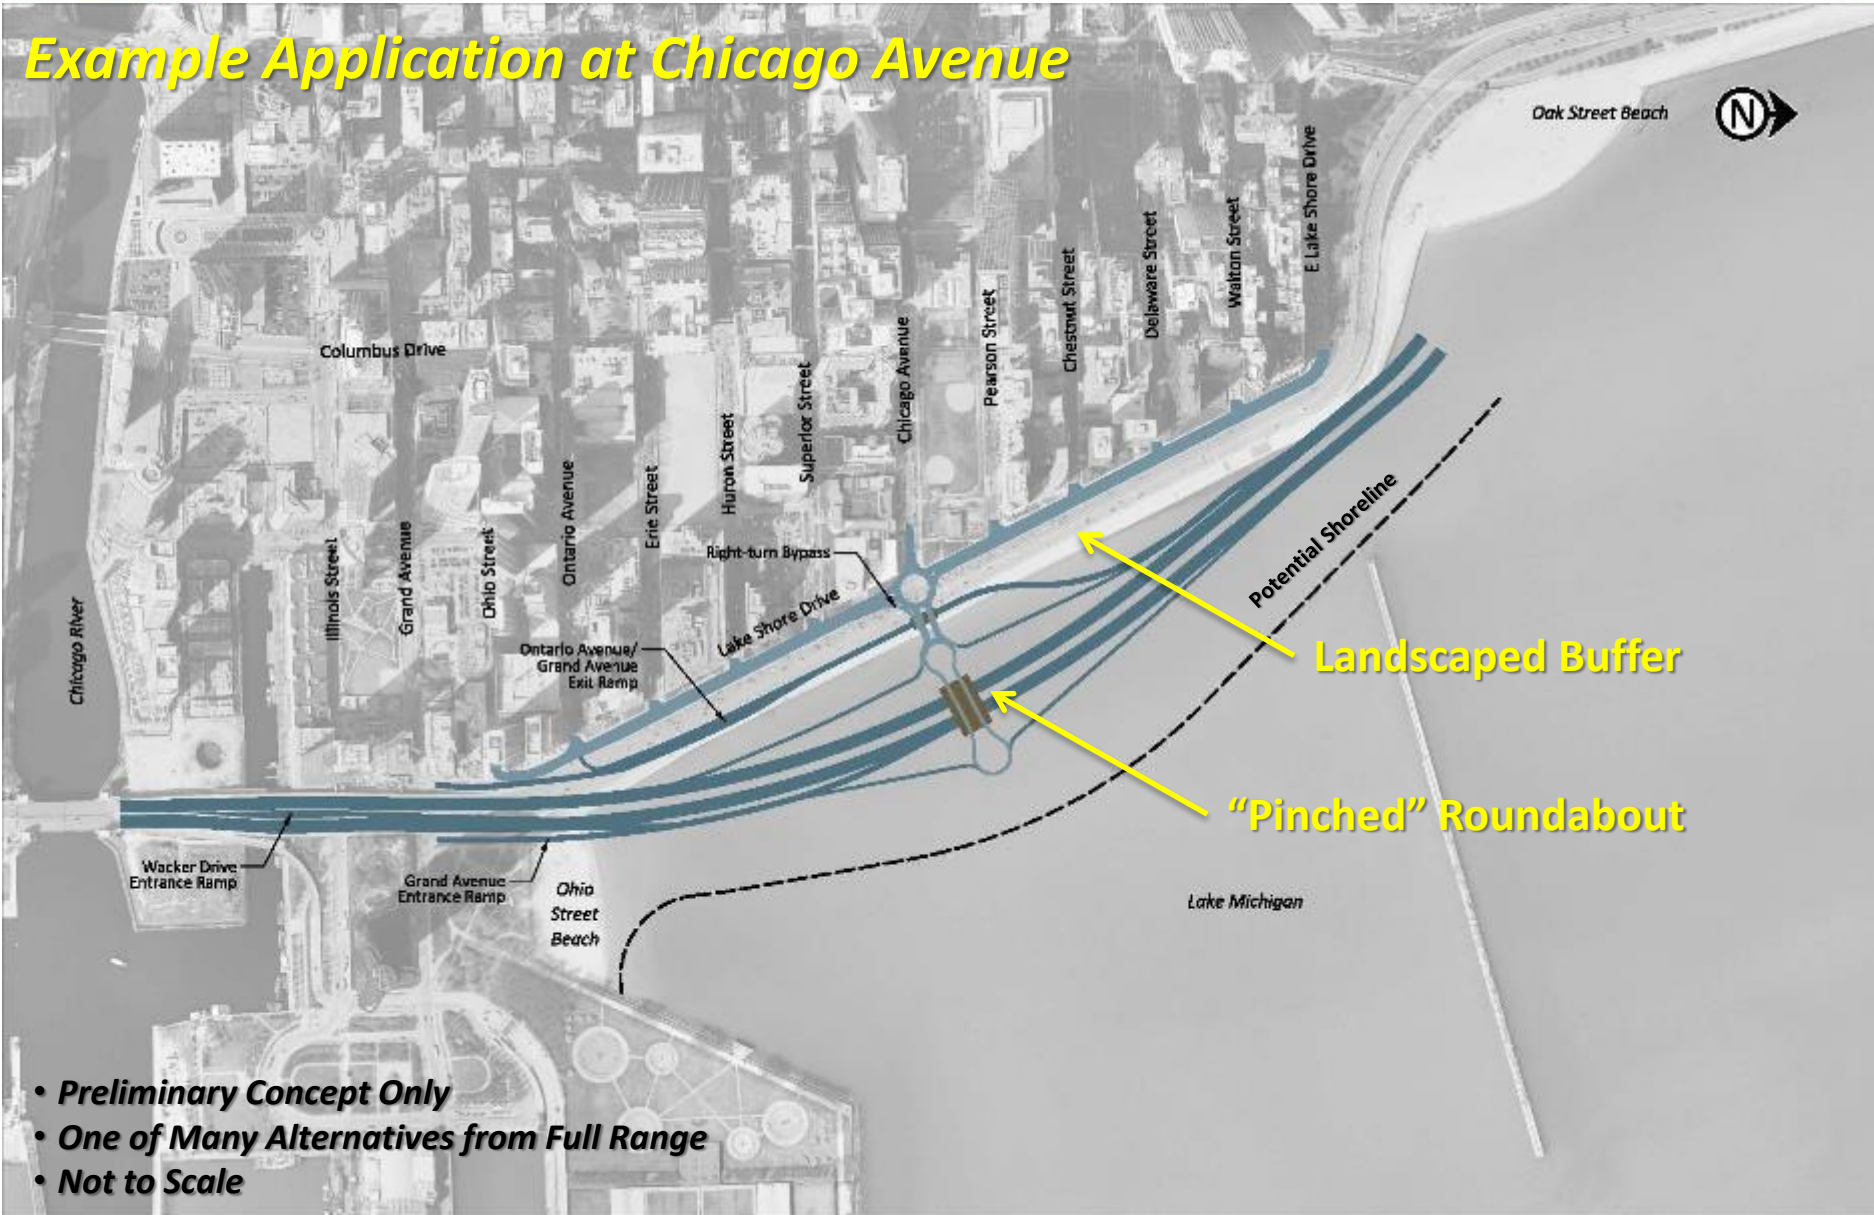 Example Application at Chicago Avenue
Oak Street Beach
N
E Lake Shore Drive
Walton Street
Delaware Street
Chestnut Street
Pearson Street
Chicago Avenue
Superior Street
Huron Street
Erie Street
Ontario Avenue
Ohio Street
Grand Avenue
Illinois Street
Columbus Drive
Chicago River
Right-turn Bypass
Lake Shore Drive
Ontario Avenue/
Grand Avenue
Exit Ramp
Potential Shoreline
Landscaped Buffer
“Pinched” Roundabout
Wacker Drive
Entrance Ramp
Grand Avenue
Entrance Ramp
Ohio
Street
Beach
Lake Michigan
• Preliminary Concept Only
• One of Many Alternatives from Full Range
• Not to Scale